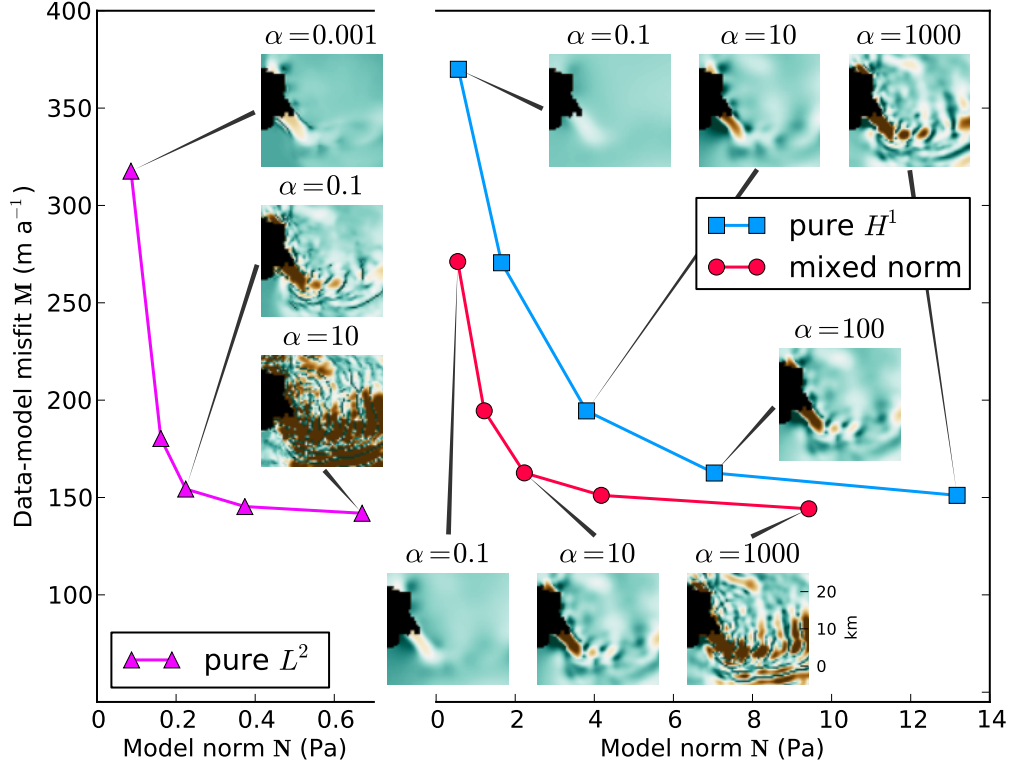 400
350
300
250
200
150
100
Data-model misfit M (m a⁻¹)
α=0.001
α=0.1
α=10
α=0.1
α=10
α=1000
pure H¹
mixed norm
α=100
α=0.1
α=10
α=1000
20
10
0
km
pure L²
0 0.2 0.4 0.6
0 2 4 6 8 10 12 14
Model norm N (Pa)
Model norm N (Pa)